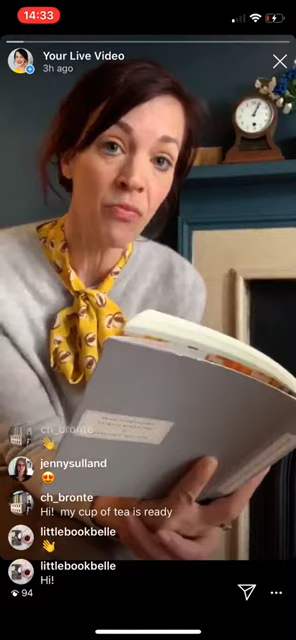 14:33
Your Live Video
3h ago
ch_bronte
👋
jennysulland
😍
ch_bronte
Hi! my cup of tea is ready
littlebookbelle
👋
littlebookbelle
Hi!
94